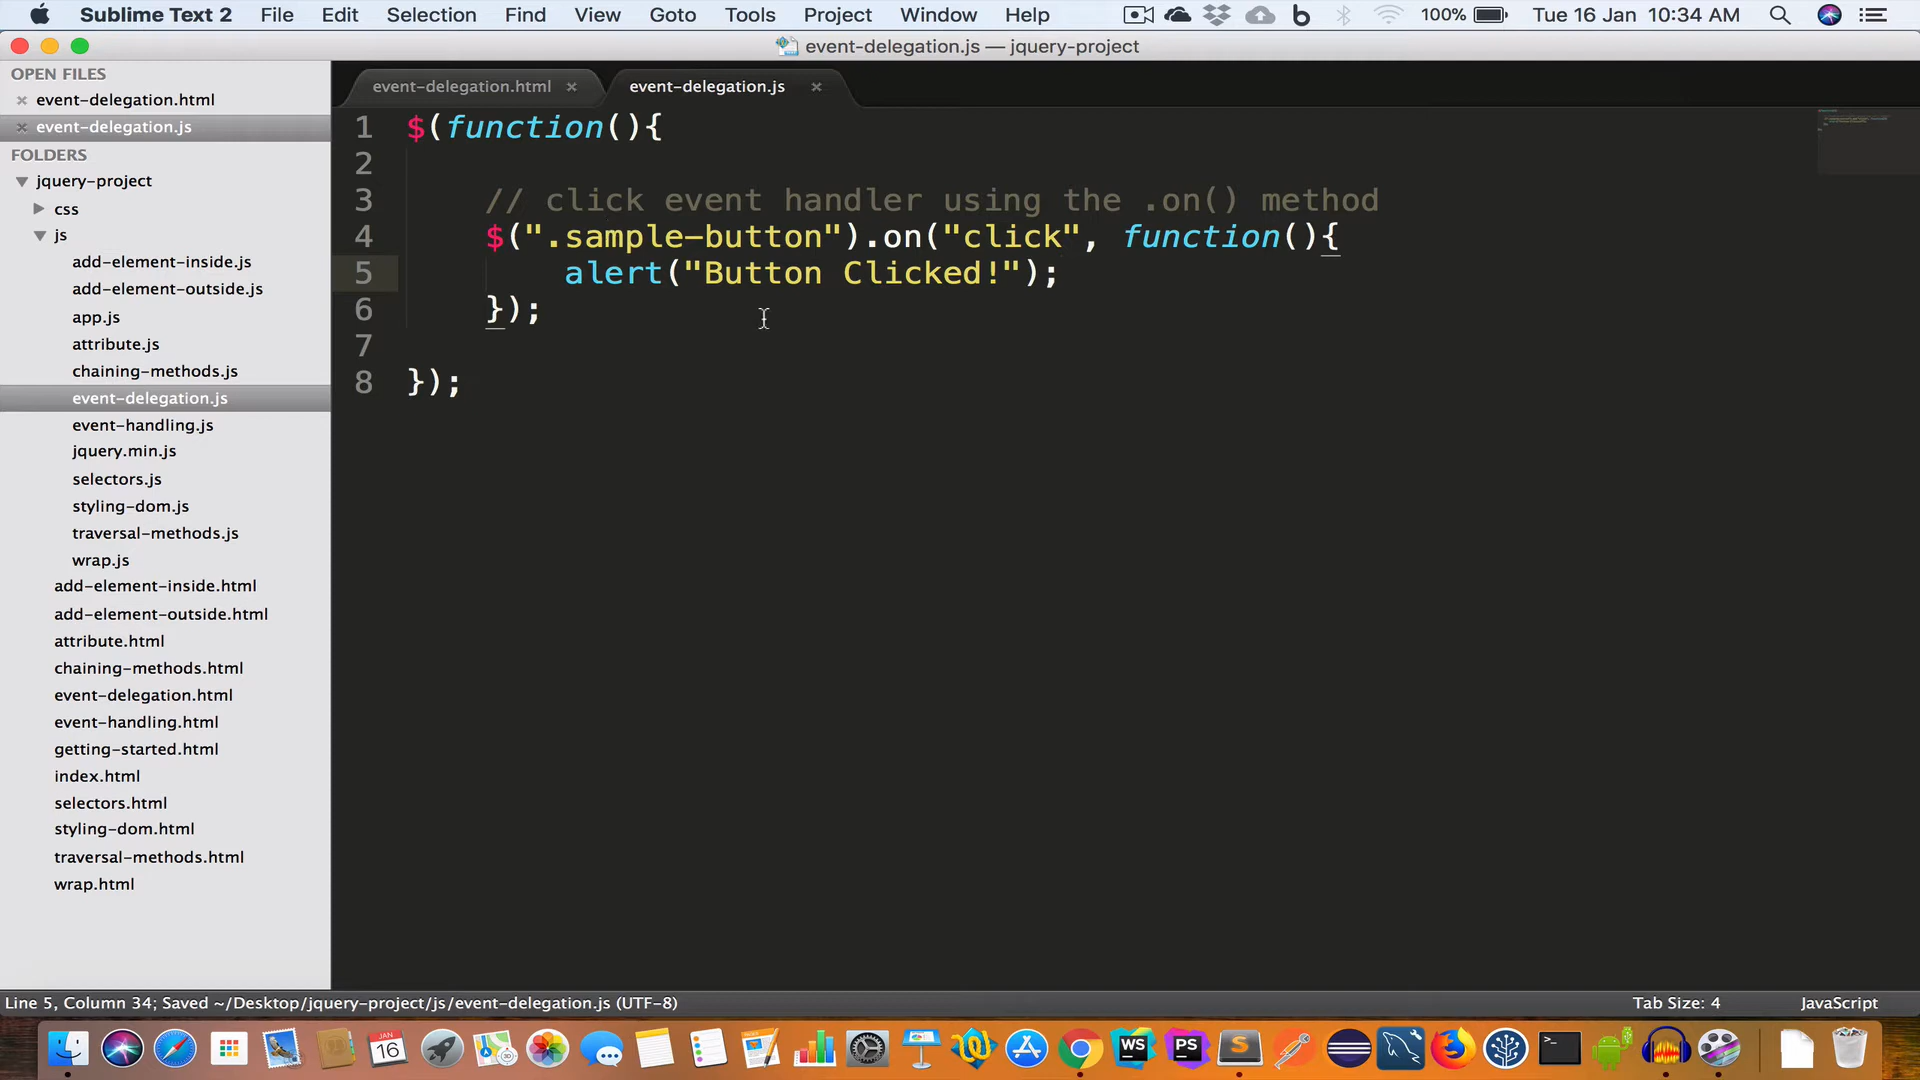 Sublime Text 2 File Edit Selection Find View Goto Tools Project Window Help 100% Tue 16 Jan 10:34 AM
event-delegation.js — jquery-project
OPEN FILES
event-delegation.html
event-delegation.js
FOLDERS
jquery-project
css
js
add-element-inside.js
add-element-outside.js
app.js
attribute.js
chaining-methods.js
event-delegation.js
event-handling.js
jquery.min.js
selectors.js
styling-dom.js
traversal-methods.js
wrap.js
add-element-inside.html
add-element-outside.html
attribute.html
chaining-methods.html
event-delegation.html
event-handling.html
getting-started.html
index.html
selectors.html
styling-dom.html
traversal-methods.html
wrap.html
event-delegation.html event-delegation.js
1 $(function(){
2
3 // click event handler using the .on() method
4 $(".sample-button").on("click", function(){
5 alert("Button Clicked!");
6 });
7
8 });
Line 5, Column 34; Saved ~/Desktop/jquery-project/js/event-delegation.js (UTF-8) Tab Size: 4 JavaScript
JAN
16
WS
PS